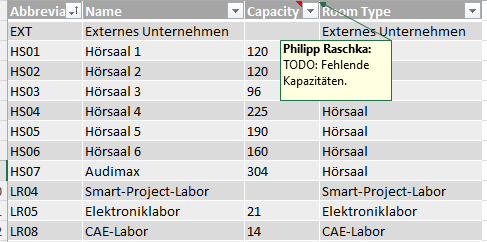 Abbrevia Name Capacity Room Type
EXT Externes Unternehmen Externes Unternehmen
Philipp Raschka:
TODO: Fehlende
Kapazitäten.
HS01 Hörsaal 1 120
HS02 Hörsaal 2 120
HS03 Hörsaal 3 96
HS04 Hörsaal 4 225 Hörsaal
HS05 Hörsaal 5 190 Hörsaal
HS06 Hörsaal 6 160 Hörsaal
HS07 Audimax 304 Hörsaal
LR04 Smart-Project-Labor Smart-Project-Labor
LR05 Elektroniklabor 21 Elektroniklabor
LR08 CAE-Labor 14 CAE-Labor